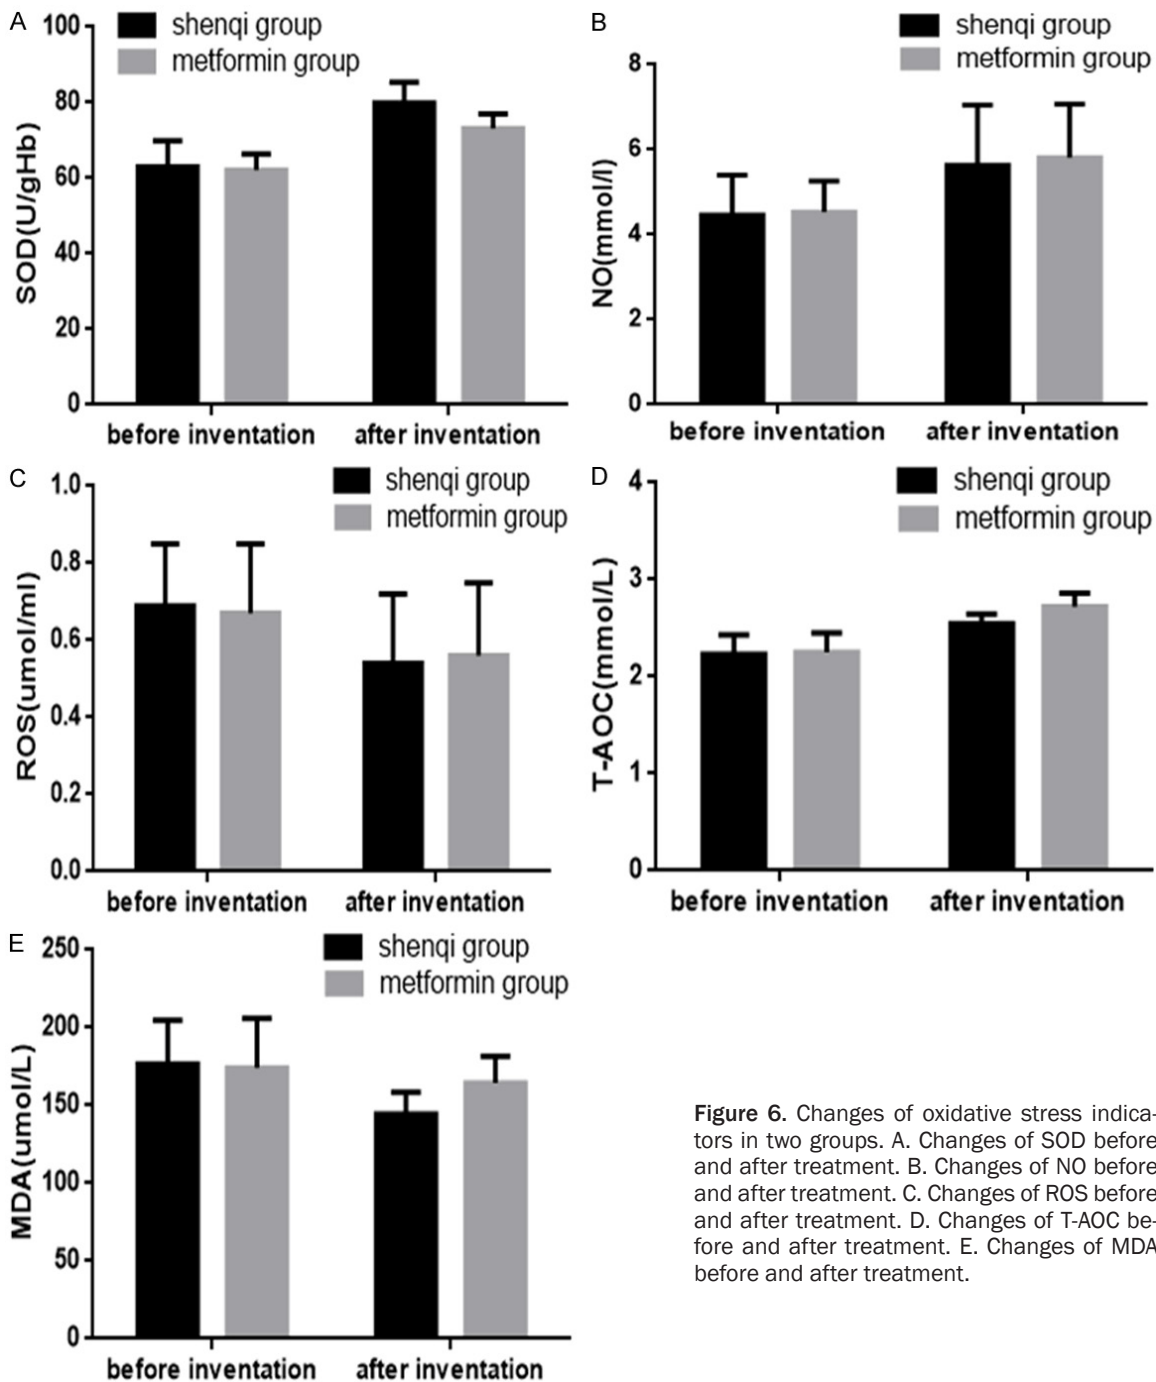 A
shenqi group
metformin group
SOD(U/gHb)
100
80
60
40
20
0
before inventation
after inventation
B
shenqi group
metformin group
NO(mmol/l)
8
6
4
2
0
before inventation
after inventation
C
shenqi group
metformin group
ROS(umol/ml)
1.0
0.8
0.6
0.4
0.2
0.0
before inventation
after inventation
D
shenqi group
metformin group
T-AOC(mmol/L)
4
3
2
1
0
before inventation
after inventation
E
shenqi group
metformin group
MDA(umol/L)
250
200
150
100
50
0
before inventation
after inventation
Figure 6. Changes of oxidative stress indica-
tors in two groups. A. Changes of SOD before
and after treatment. B. Changes of NO before
and after treatment. C. Changes of ROS before
and after treatment. D. Changes of T-AOC be-
fore and after treatment. E. Changes of MDA
before and after treatment.